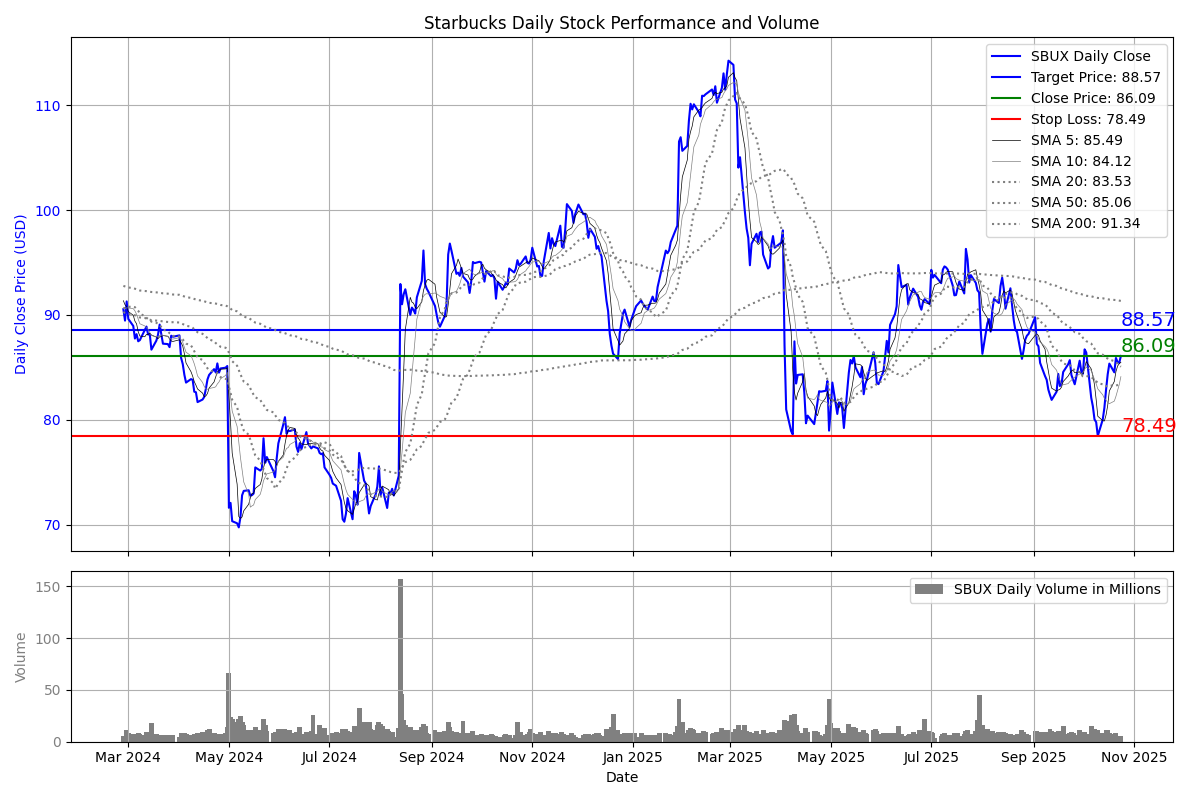 Starbucks Daily Stock Performance and Volume
Daily Close Price (USD)
110
100
90
80
70
SBUX Daily Close
Target Price: 88.57
Close Price: 86.09
Stop Loss: 78.49
SMA 5: 85.49
SMA 10: 84.12
SMA 20: 83.53
SMA 50: 85.06
SMA 200: 91.34
88.57
86.09
78.49
Volume
150
100
50
0
SBUX Daily Volume in Millions
Mar 2024
May 2024
Jul 2024
Sep 2024
Nov 2024
Jan 2025
Mar 2025
May 2025
Jul 2025
Sep 2025
Nov 2025
Date